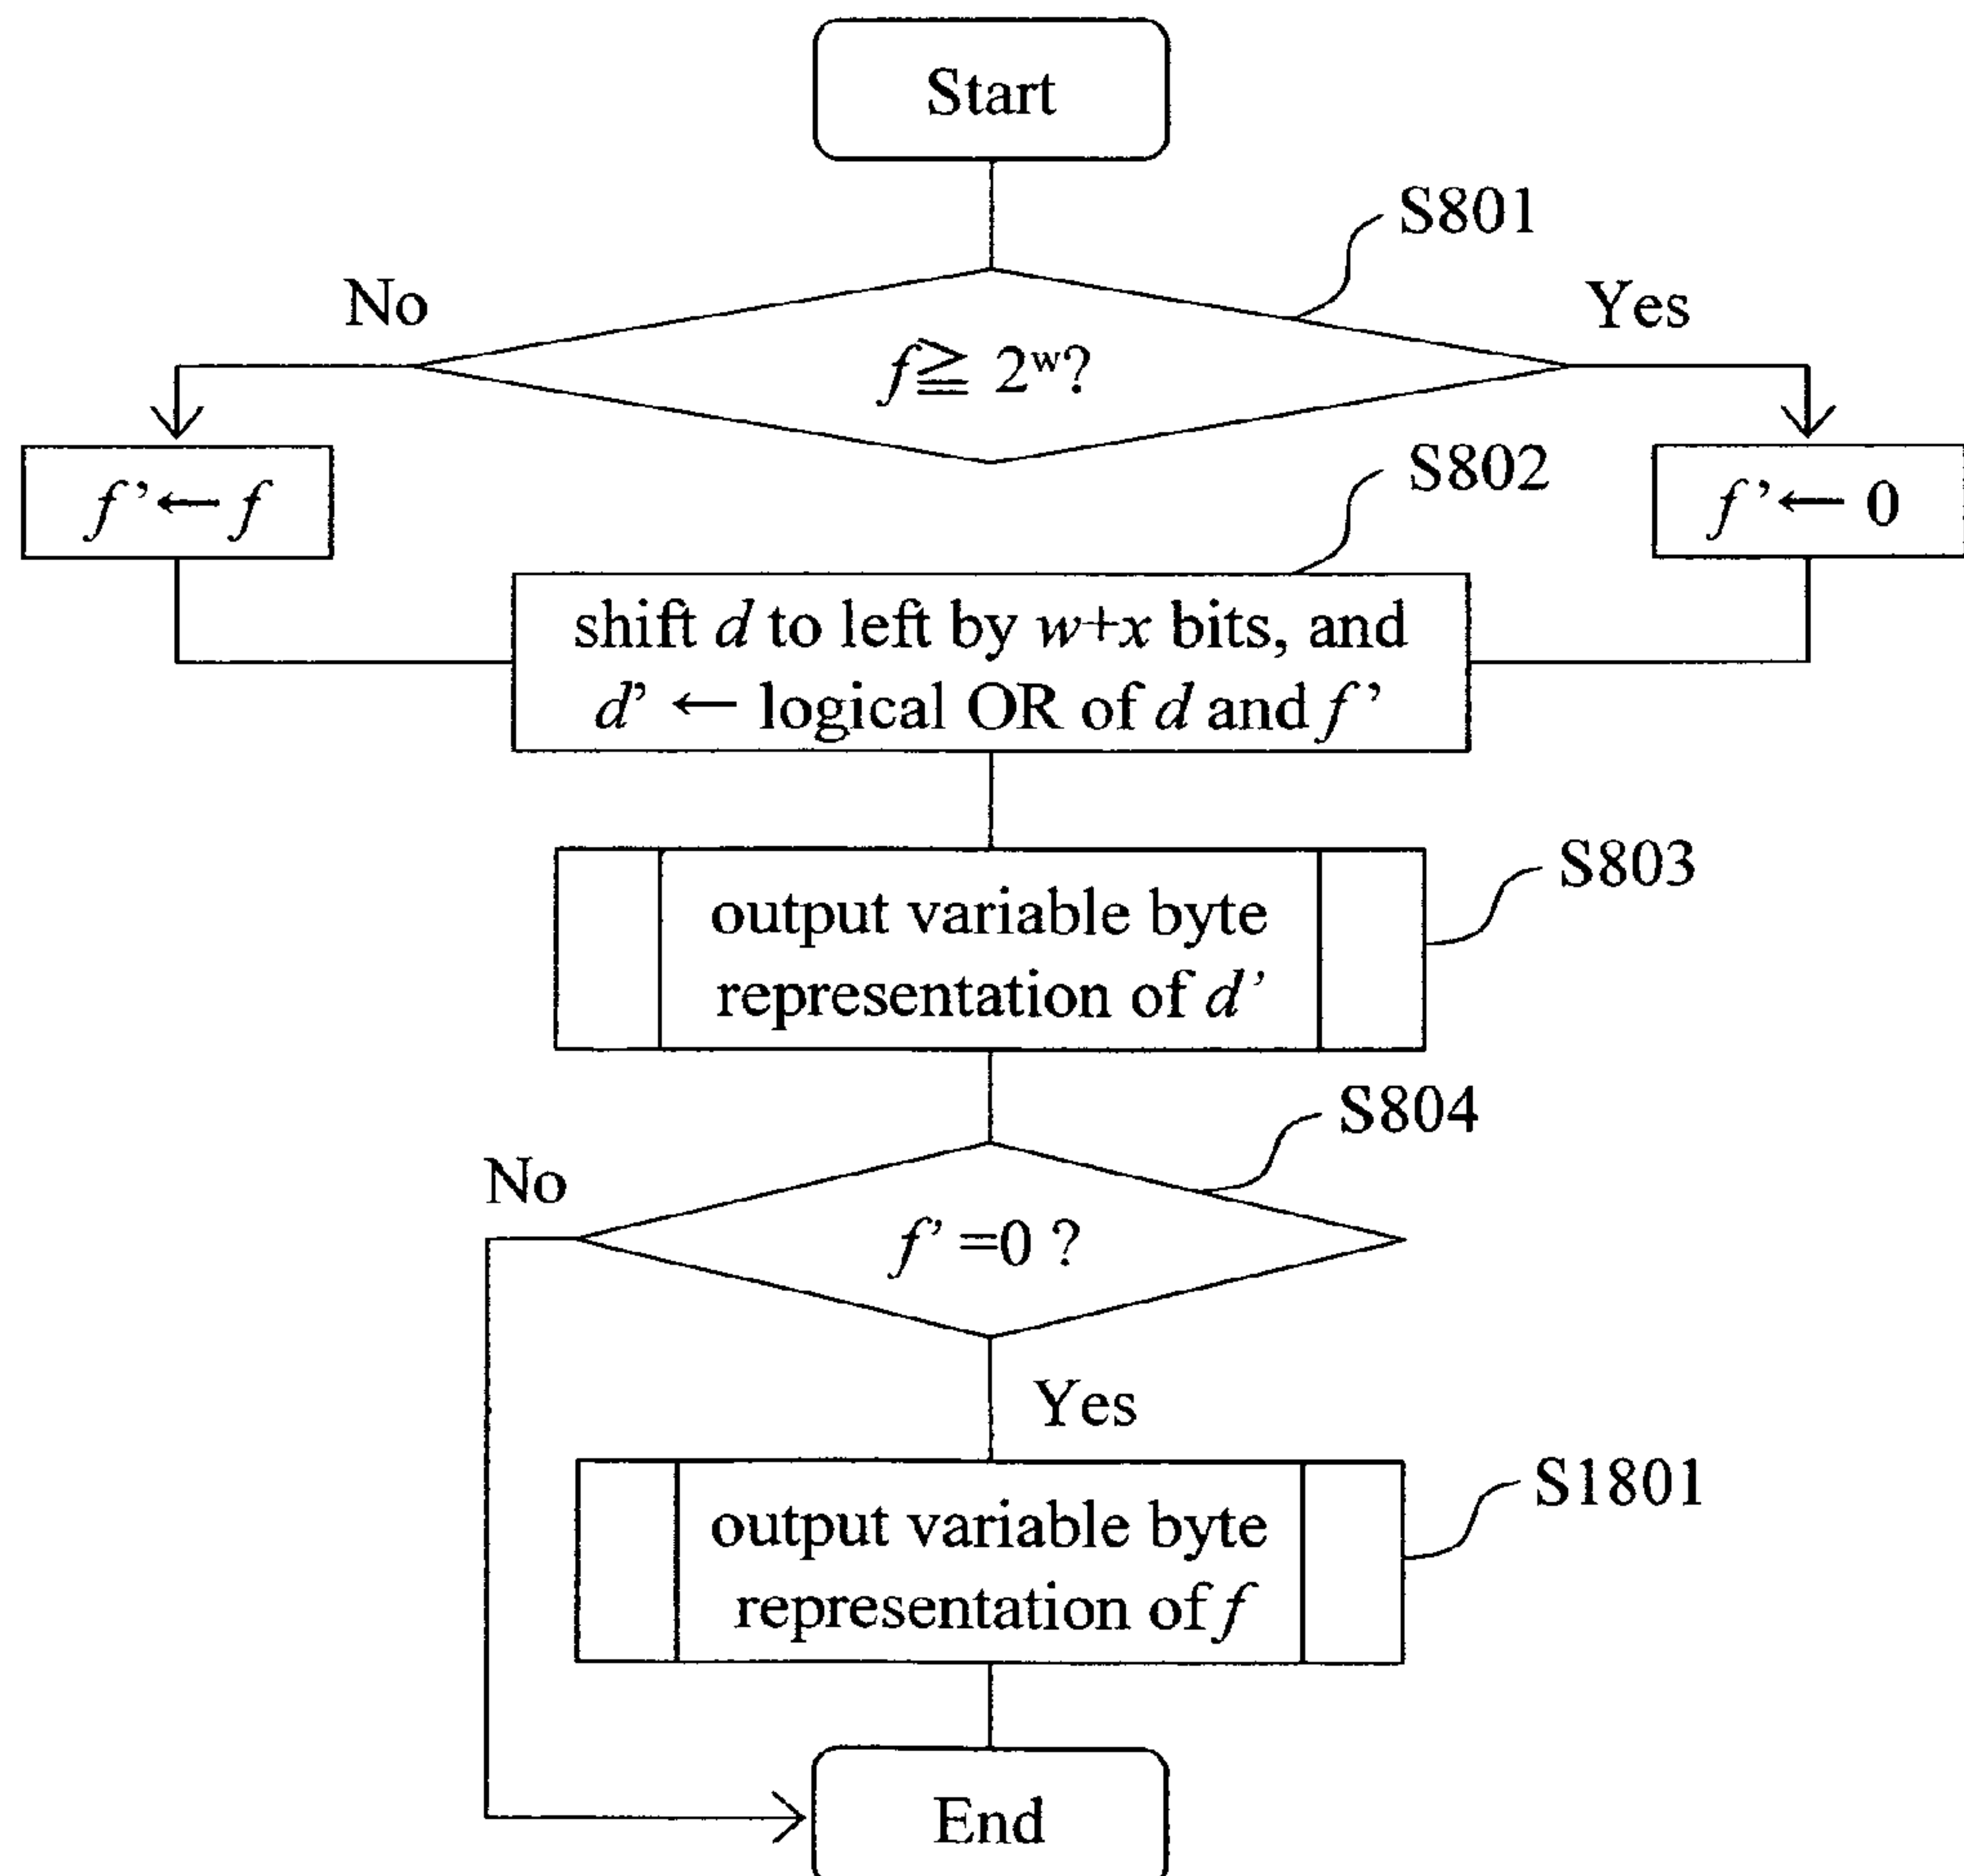 Start
S801
No
Yes
f≧ 2ʷ?
S802
f’← f
f’← 0
shift d to left by w+x bits, and
d’ ← logical OR of d and f’
S803
output variable byte
representation of d’
S804
No
f’ =0 ?
Yes
S1801
output variable byte
representation of f
End